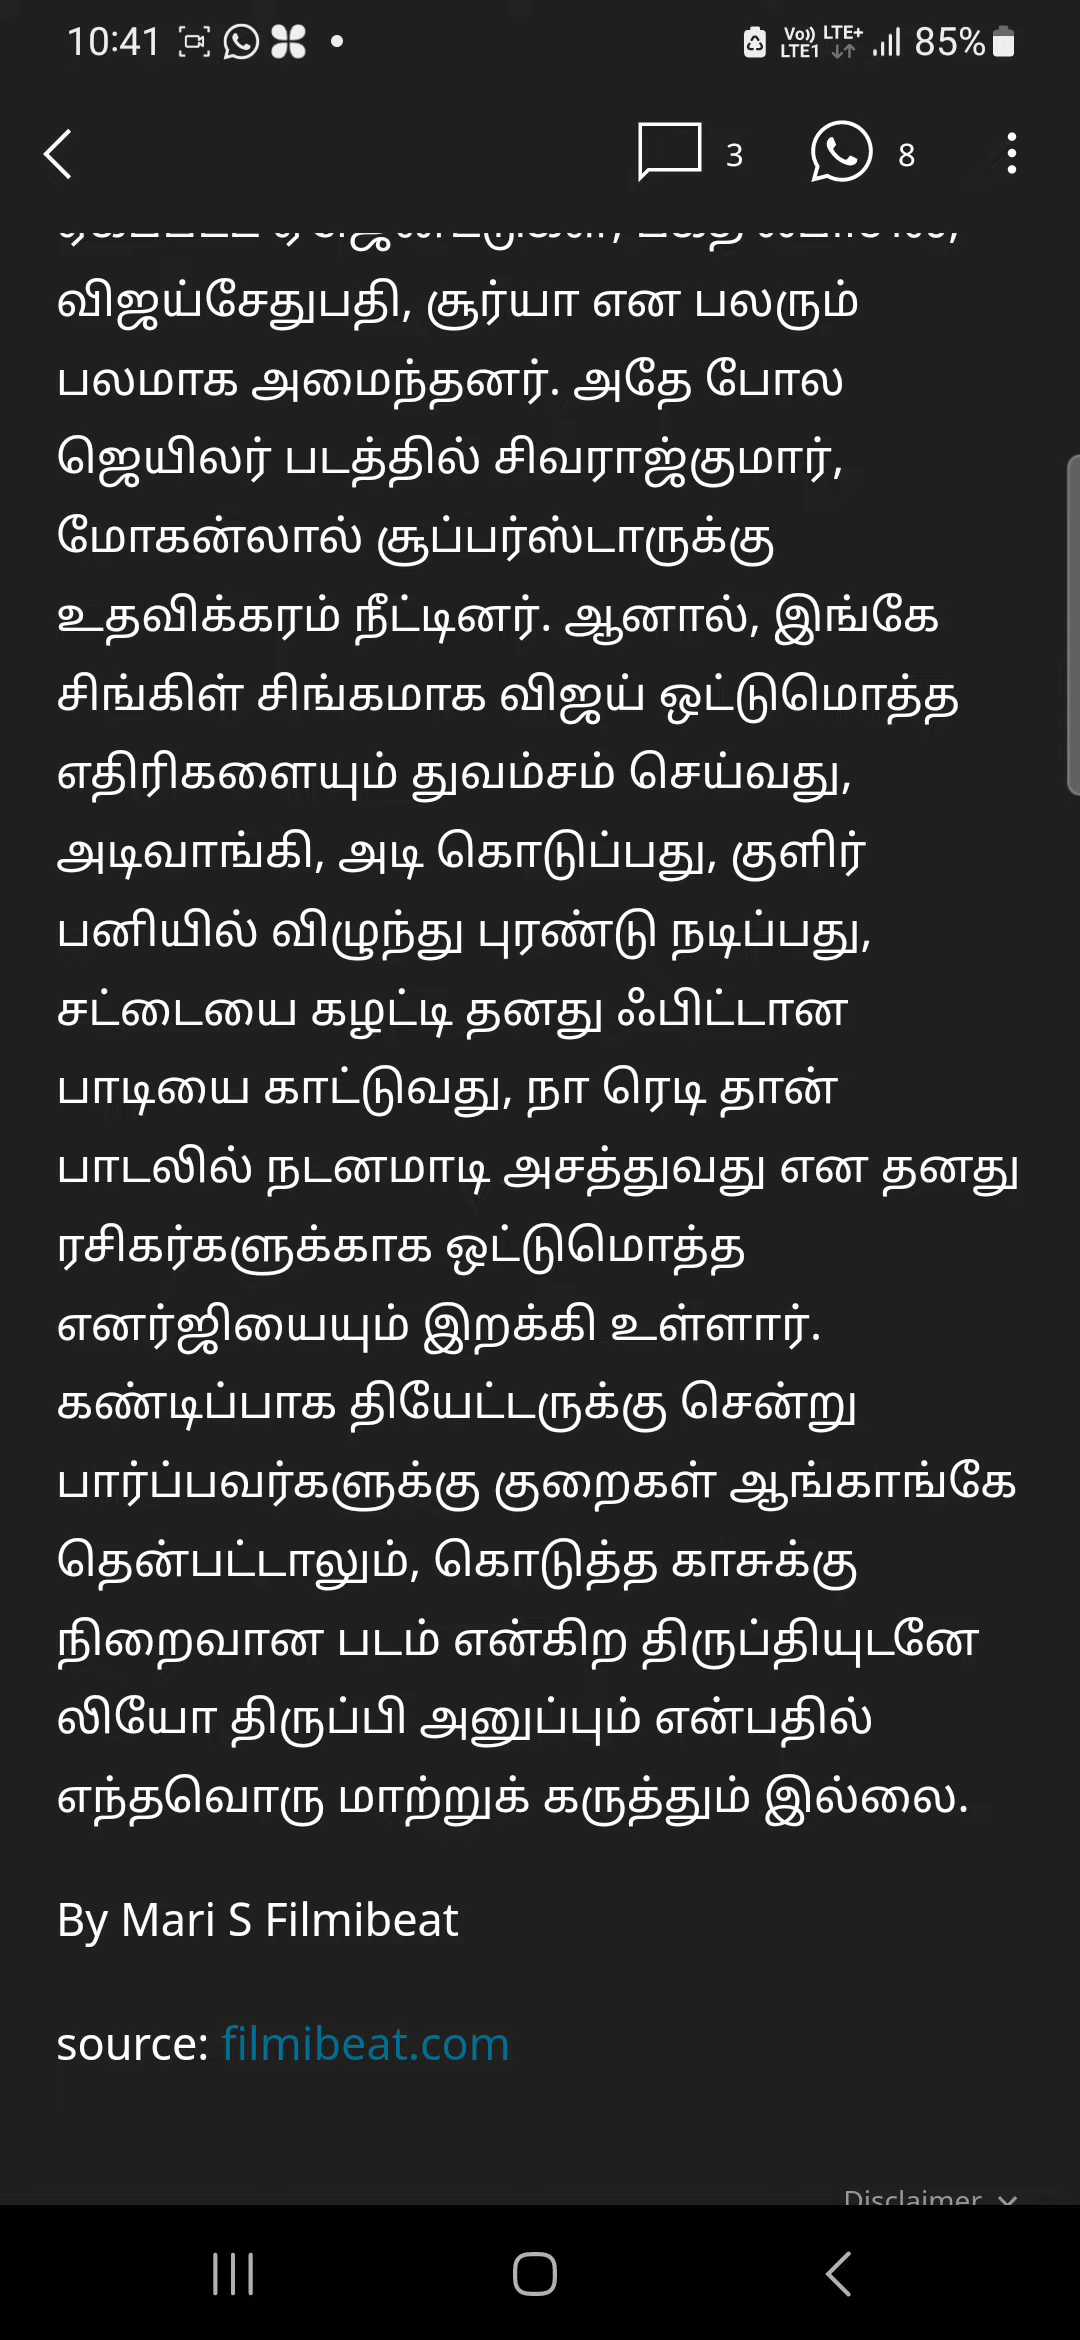 10:41
Vo)) LTE1 LTE+ 85%
3 8
விஜய்சேதுபதி, சூர்யா என பலரும்
பலமாக அமைந்தனர். அதே போல
ஜெயிலர் படத்தில் சிவராஜ்குமார்,
மோகன்லால் சூப்பர்ஸ்டாருக்கு
உதவிக்கரம் நீட்டினர். ஆனால், இங்கே
சிங்கிள் சிங்கமாக விஜய் ஒட்டுமொத்த
எதிரிகளையும் துவம்சம் செய்வது,
அடிவாங்கி, அடி கொடுப்பது, குளிர்
பனியில் விழுந்து புரண்டு நடிப்பது,
சட்டையை கழட்டி தனது ஃபிட்டான
பாடியை காட்டுவது, நா ரெடி தான்
பாடலில் நடனமாடி அசத்துவது என தனது
ரசிகர்களுக்காக ஒட்டுமொத்த
எனர்ஜியையும் இறக்கி உள்ளார்.
கண்டிப்பாக தியேட்டருக்கு சென்று
பார்ப்பவர்களுக்கு குறைகள் ஆங்காங்கே
தென்பட்டாலும், கொடுத்த காசுக்கு
நிறைவான படம் என்கிற திருப்தியுடனே
லியோ திருப்பி அனுப்பும் என்பதில்
எந்தவொரு மாற்றுக் கருத்தும் இல்லை.
By Mari S Filmibeat
source: filmibeat.com
Disclaimer